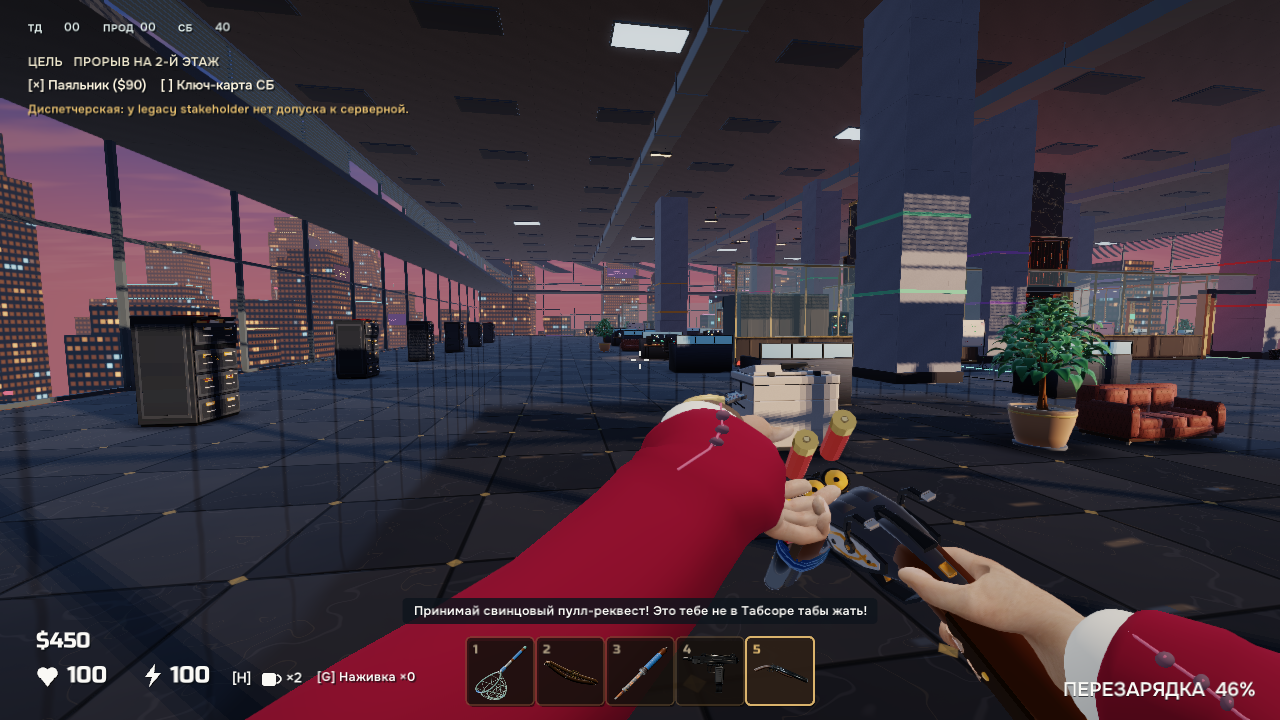 ТД 00 ПРОД 00 СБ 40
ЦЕЛЬ ПРОРЫВ НА 2-Й ЭТАЖ
[×] Паяльник ($90) [ ] Ключ-карта СБ
Диспетчерская: у legacy stakeholder нет допуска к серверной.
Принимай свинцовый пулл-реквест! Это тебе не в Табсоре табы жать!
$450
100 100 [H] ×2 [G] Наживка ×0
1 2 3 4 5
ПЕРЕЗАРЯДКА 46%